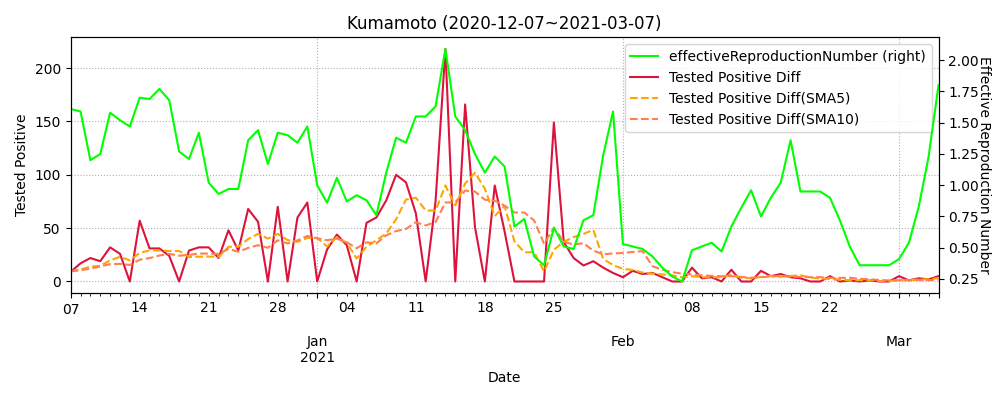 Kumamoto (2020-12-07~2021-03-07)
effectiveReproductionNumber (right)
Tested Positive Diff
Tested Positive Diff(SMA5)
Tested Positive Diff(SMA10)
Tested Positive
200
150
100
50
0
2.00
1.75
1.50
1.25
1.00
0.75
0.50
0.25
Effective Reproduction Number
07 14 21 28 04 11 18 25 08 15 22
Jan Feb Mar
2021
Date